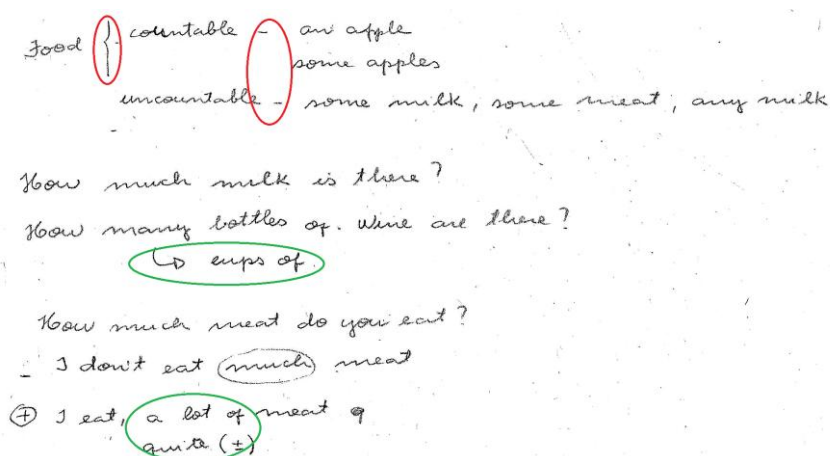 Food { countable - an apple
some apples
uncountable - some milk, some meat, any milk
How much milk is there?
How many bottles of. Wine are there?
↳ cups of
How much meat do you eat?
- I don't eat much meat
⊕ I eat, a lot of meat
quite (±)